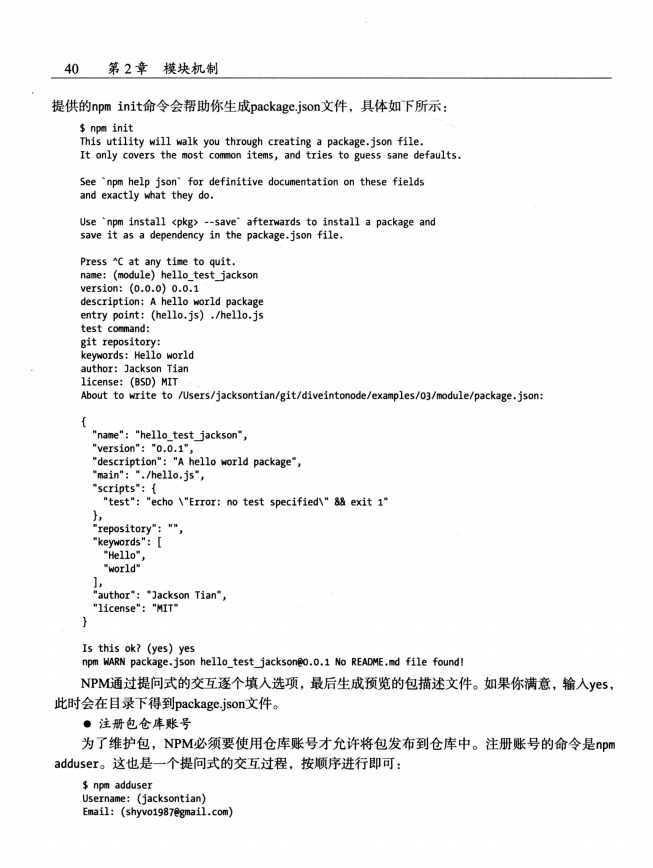 40 第2章 模块机制
提供的npm init命令会帮助你生成package.json文件，具体如下所示：
$ npm init
This utility will walk you through creating a package.json file.
It only covers the most common items, and tries to guess sane defaults.
See `npm help json` for definitive documentation on these fields
and exactly what they do.
Use `npm install <pkg> --save` afterwards to install a package and
save it as a dependency in the package.json file.
Press ^C at any time to quit.
name: (module) hello_test_jackson
version: (0.0.0) 0.0.1
description: A hello world package
entry point: (hello.js) ./hello.js
test command:
git repository:
keywords: Hello world
author: Jackson Tian
license: (BSD) MIT
About to write to /Users/jacksontian/git/diveintonode/examples/03/module/package.json:
{
"name": "hello_test_jackson",
"version": "0.0.1",
"description": "A hello world package",
"main": "./hello.js",
"scripts": {
"test": "echo \"Error: no test specified\" && exit 1"
},
"repository": "",
"keywords": [
"Hello",
"world"
],
"author": "Jackson Tian",
"license": "MIT"
}
Is this ok? (yes) yes
npm WARN package.json hello_test_jackson@0.0.1 No README.md file found!
NPM通过提问式的交互逐个填入选项，最后生成预览的包描述文件。如果你满意，输入yes，
此时会在目录下得到package.json文件。
● 注册包仓库账号
为了维护包，NPM必须要使用仓库账号才允许将包发布到仓库中。注册账号的命令是npm
adduser。这也是一个提问式的交互过程，按顺序进行即可：
$ npm adduser
Username: (jacksontian)
Email: (shyvo1987@gmail.com)